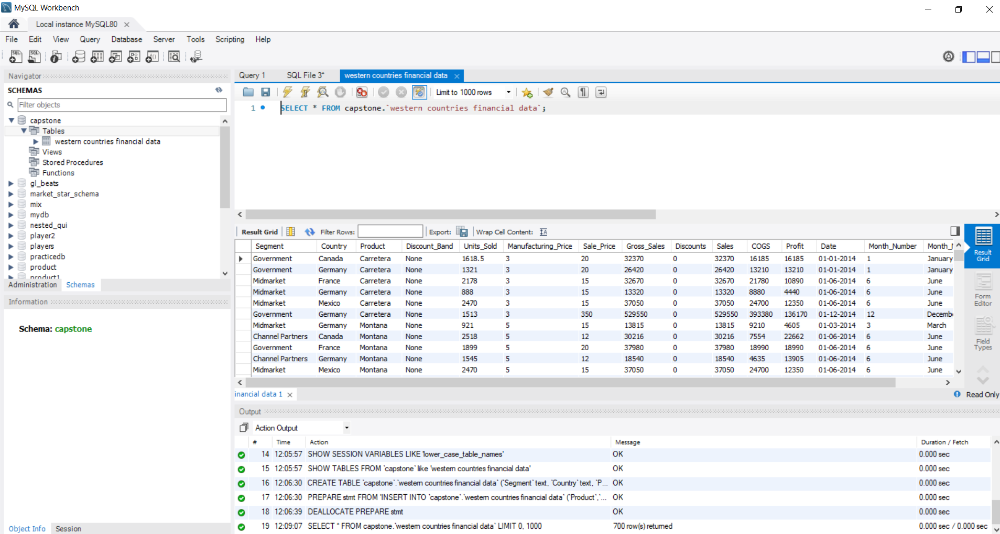 MySQL Workbench
Local instance MySQL80
File Edit View Query Database Server Tools Scripting Help
Navigator
SCHEMAS
Filter objects
capstone
Tables
western countries financial data
Views
Stored Procedures
Functions
gl_beats
market_star_schema
mix
mydb
nested_qui
player2
players
practicedb
product
product1
Administration Schemas
Information
Schema: capstone
Object Info Session
Query 1 SQL File 3* western countries financial data
Limit to 1000 rows
1 SELECT * FROM capstone.`western countries financial data`;
Result Grid Filter Rows: Export: Wrap Cell Content:
Segment Country Product Discount_Band Units_Sold Manufacturing_Price Sale_Price Gross_Sales Discounts Sales COGS Profit Date Month_Number Month_N
Government Canada Carretera None 1618.5 3 20 32370 0 32370 16185 16185 01-01-2014 1 January
Government Germany Carretera None 1321 3 20 26420 0 26420 13210 13210 01-01-2014 1 January
Midmarket France Carretera None 2178 3 15 32670 0 32670 21780 10890 01-06-2014 6 June
Midmarket Germany Carretera None 888 3 15 13320 0 13320 8880 4440 01-06-2014 6 June
Midmarket Mexico Carretera None 2470 3 15 37050 0 37050 24700 12350 01-06-2014 6 June
Government Germany Carretera None 1513 3 350 529550 0 529550 393380 136170 01-12-2014 12 Decembe
Midmarket Germany Montana None 921 5 15 13815 0 13815 9210 4605 01-03-2014 3 March
Channel Partners Canada Montana None 2518 5 12 30216 0 30216 7554 22662 01-06-2014 6 June
Government France Montana None 1899 5 20 37980 0 37980 18990 18990 01-06-2014 6 June
Channel Partners Germany Montana None 1545 5 12 18540 0 18540 4635 13905 01-06-2014 6 June
Midmarket Mexico Montana None 2470 5 15 37050 0 37050 24700 12350 01-06-2014 6 June
Result
Grid
Form
Editor
Field
Types
inancial data 1
Read Only
Output
Action Output
# Time Action Message Duration / Fetch
14 12:05:57 SHOW SESSION VARIABLES LIKE 'lower_case_table_names' OK 0.000 sec
15 12:05:57 SHOW TABLES FROM `capstone` like 'western countries financial data' OK 0.000 sec
16 12:06:30 CREATE TABLE `capstone`.`western countries financial data` (`Segment` text, `Country` text, `P... OK 0.000 sec
17 12:06:30 PREPARE stmt FROM 'INSERT INTO `capstone`.`western countries financial data` (`Product`,`... OK 0.000 sec
18 12:06:39 DEALLOCATE PREPARE stmt OK 0.000 sec
19 12:09:07 SELECT * FROM capstone.`western countries financial data` LIMIT 0, 1000 700 row(s) returned 0.000 sec / 0.000 sec